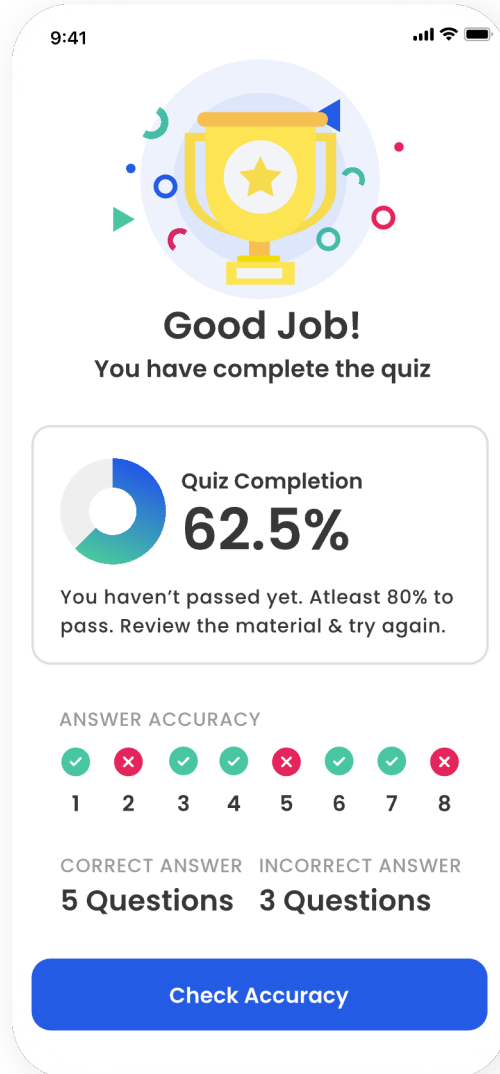 9:41
Good Job!
You have complete the quiz
Quiz Completion
62.5%
You haven’t passed yet. Atleast 80% to
pass. Review the material & try again.
ANSWER ACCURACY
1 2 3 4 5 6 7 8
CORRECT ANSWER INCORRECT ANSWER
5 Questions 3 Questions
Check Accuracy